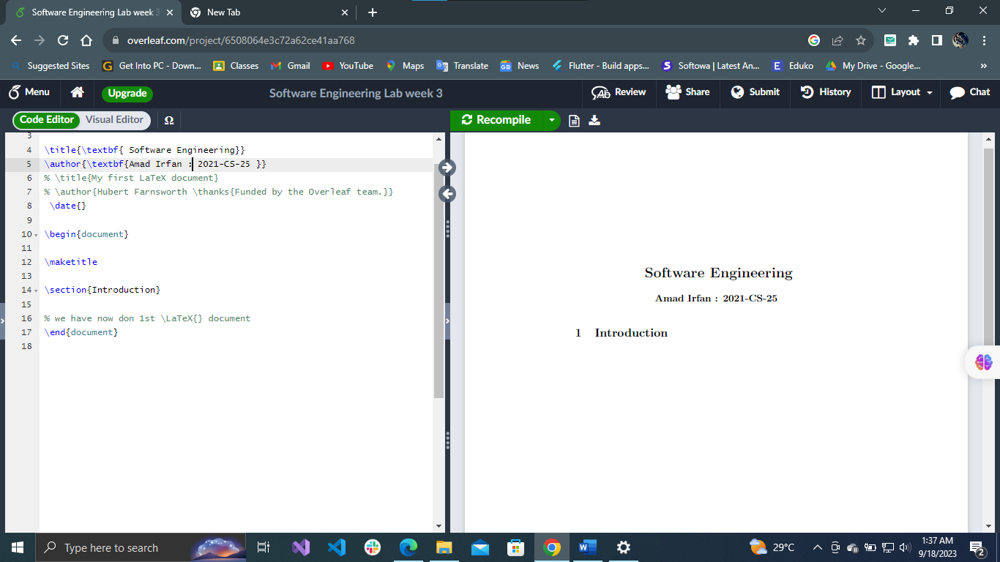 Software Engineering Lab week 3
New Tab
overleaf.com/project/6508064e3c72a62ce41aa768
Suggested Sites
Get Into PC - Down...
Classes
Gmail
YouTube
Maps
Translate
News
Flutter - Build apps...
Softowa | Latest An...
Eduko
My Drive - Google...
»
Menu
Upgrade
Software Engineering Lab week 3
Review
Share
Submit
History
Layout
Chat
Code Editor
Visual Editor
Ω
Recompile
3
4 \title{\textbf{ Software Engineering}}
5 \author{\textbf{Amad Irfan : 2021-CS-25 }}
6 % \title{My first LaTeX document}
7 % \author{Hubert Farnsworth \thanks{Funded by the Overleaf team.}}
8 \date{}
9
10 \begin{document}
11
12 \maketitle
13
14 \section{Introduction}
15
16 % we have now don 1st \LaTeX{} document
17 \end{document}
18
Software Engineering
Amad Irfan : 2021-CS-25
1 Introduction
Type here to search
29°C
1:37 AM
9/18/2023
2